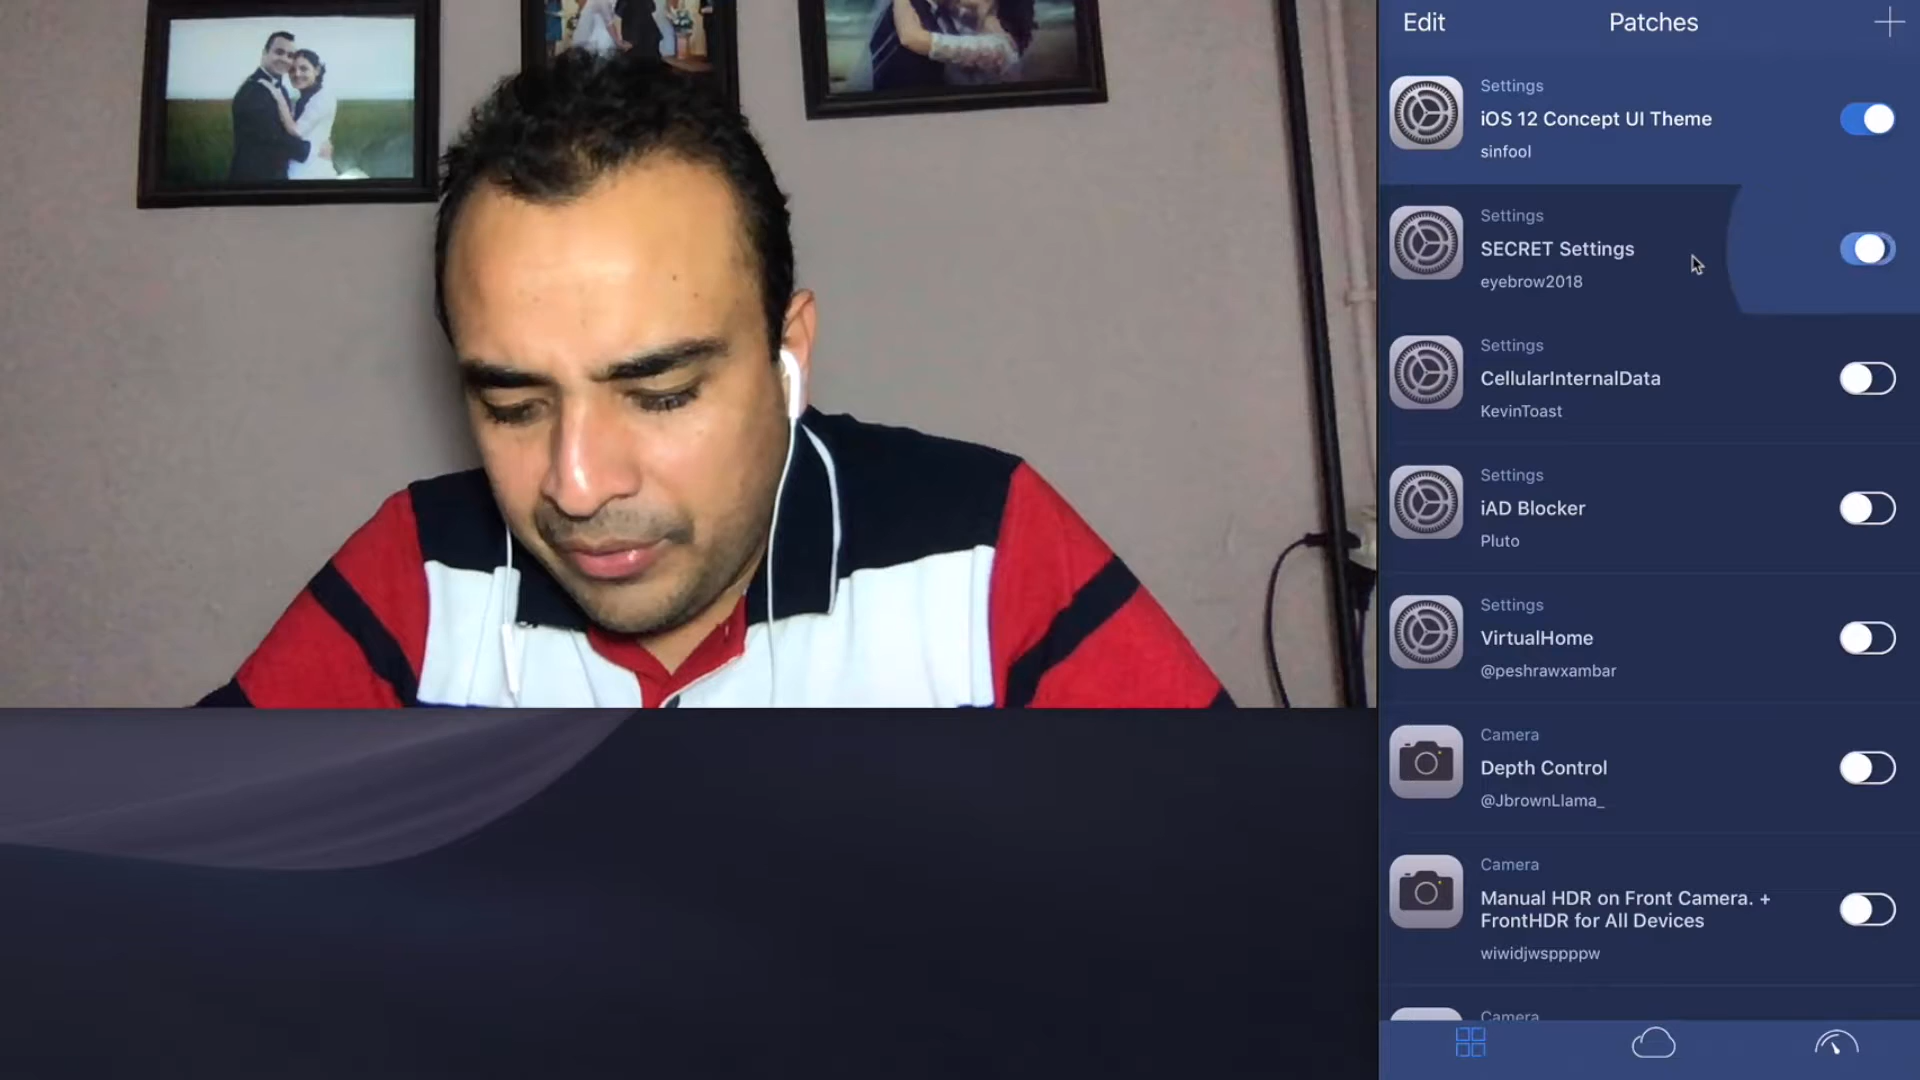 Edit
Patches
Settings
iOS 12 Concept UI Theme
sinfool
Settings
SECRET Settings
eyebrow2018
Settings
CellularInternalData
KevinToast
Settings
iAD Blocker
Pluto
Settings
VirtualHome
@peshrawxambar
Camera
Depth Control
@JbrownLlama_
Camera
Manual HDR on Front Camera. +
FrontHDR for All Devices
wiwidjwsppppw
Camera